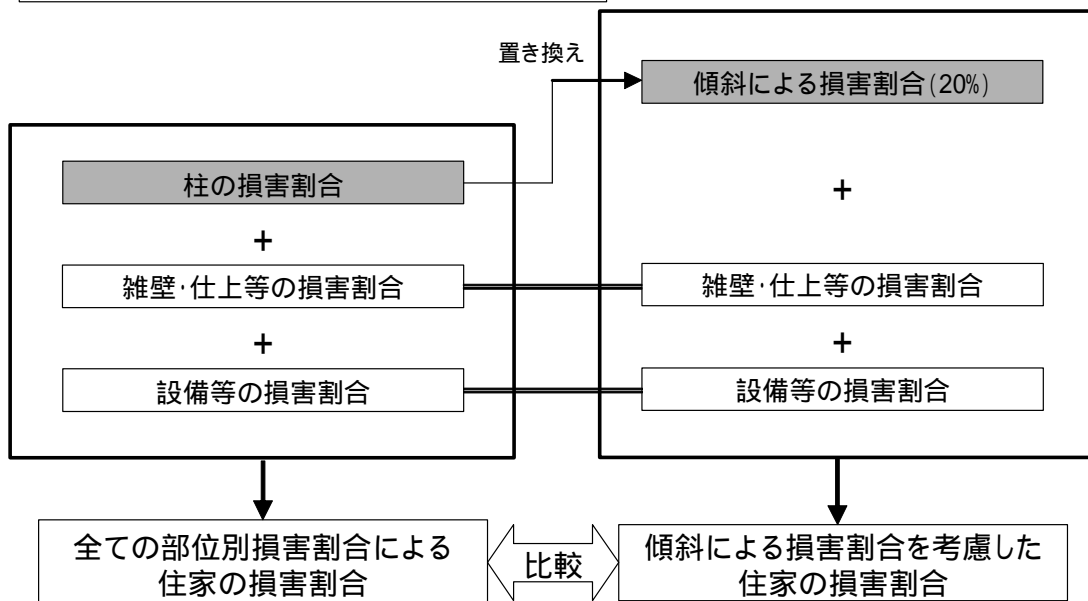 置き換え
傾斜による損害割合(20%)
柱の損害割合
+
+
雑壁・仕上等の損害割合
雑壁・仕上等の損害割合
+
+
設備等の損害割合
設備等の損害割合
全ての部位別損害割合による
住家の損害割合
比較
傾斜による損害割合を考慮した
住家の損害割合